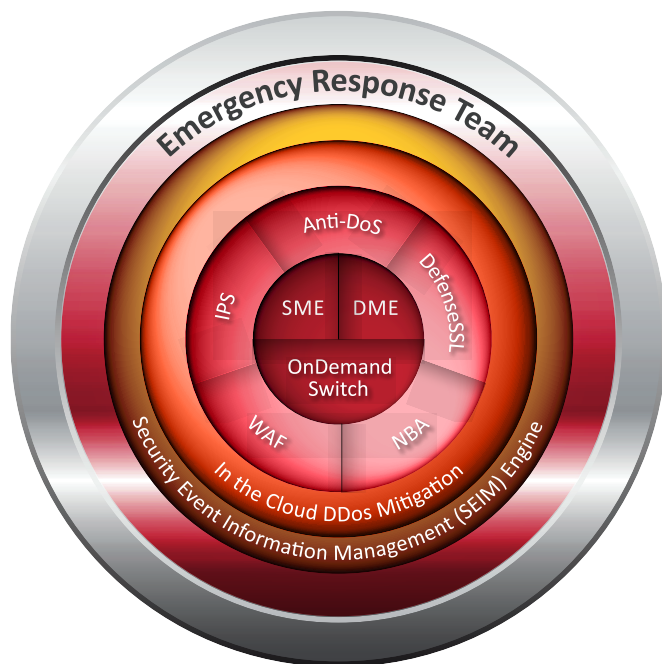 Emergency Response Team
Anti-DoS
DefenseSSL
IPS
SME
DME
OnDemand
Switch
WAF
NBA
In the Cloud DDos Mitigation
Security Event Information Management (SEIM) Engine